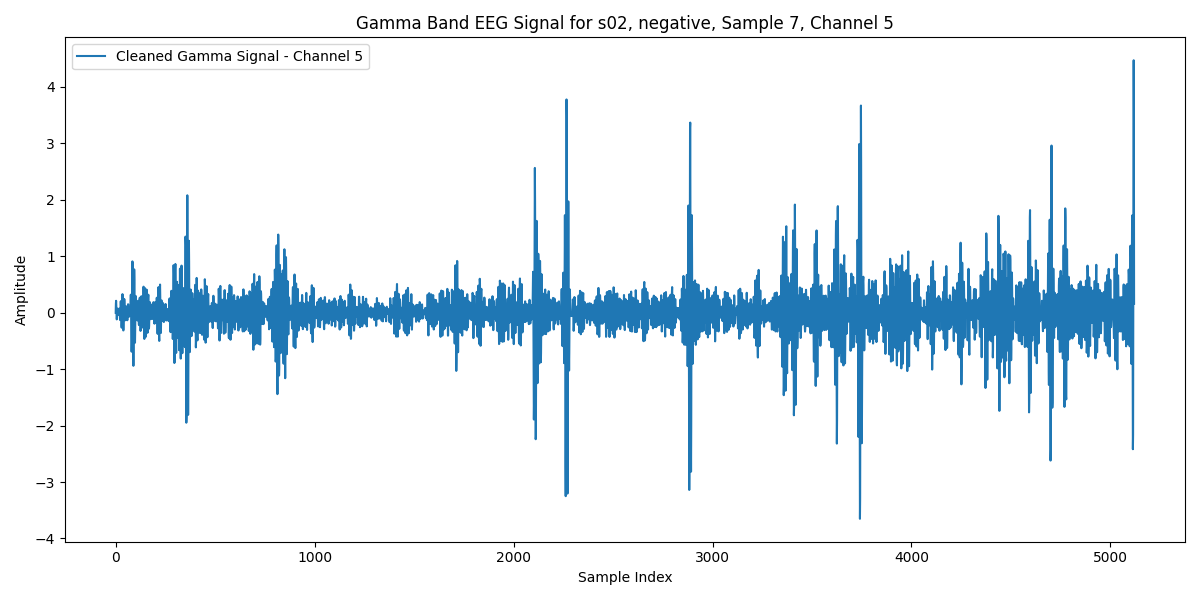 Gamma Band EEG Signal for s02, negative, Sample 7, Channel 5
Cleaned Gamma Signal - Channel 5
Amplitude
4
3
2
1
0
−1
−2
−3
−4
0 1000 2000 3000 4000 5000
Sample Index